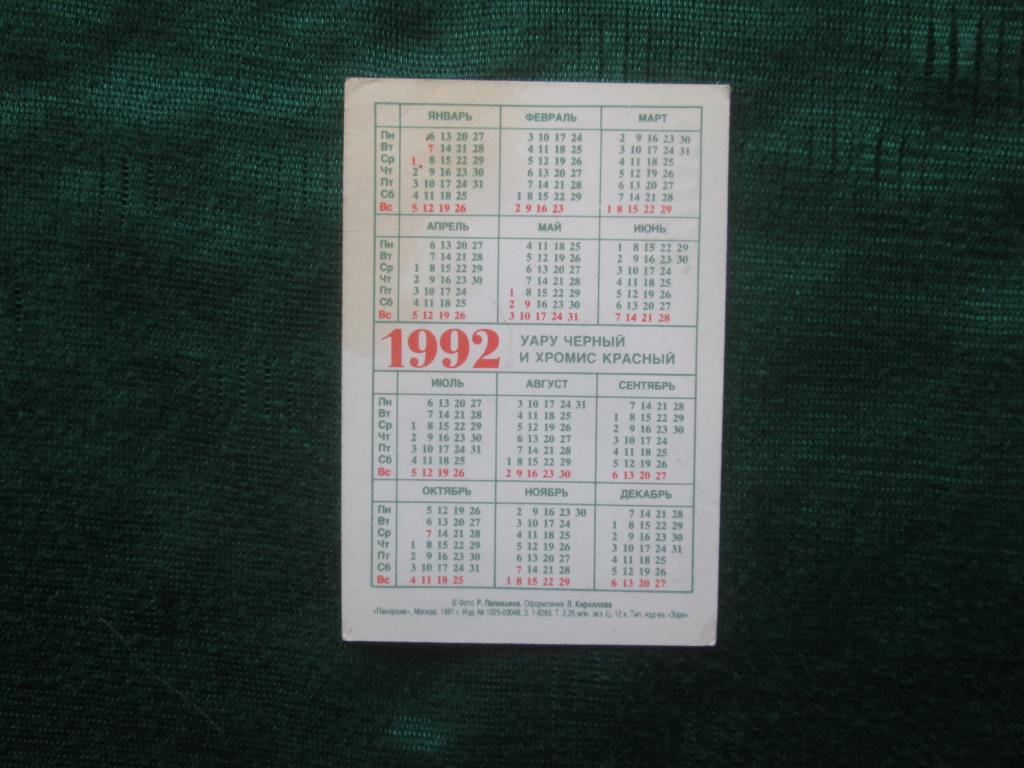 ЯНВАРЬ ФЕВРАЛЬ МАРТ
Пн 6 13 20 27 3 10 17 24 2 9 16 23 30
Вт 7 14 21 28 4 11 18 25 3 10 17 24 31
Ср 1 8 15 22 29 5 12 19 26 4 11 18 25
Чт 2 9 16 23 30 6 13 20 27 5 12 19 26
Пт 3 10 17 24 31 7 14 21 28 6 13 20 27
Сб 4 11 18 25 1 8 15 22 29 7 14 21 28
Вс 5 12 19 26 2 9 16 23 1 8 15 22 29
АПРЕЛЬ МАЙ ИЮНЬ
Пн 6 13 20 27 4 11 18 25 1 8 15 22 29
Вт 7 14 21 28 5 12 19 26 2 9 16 23 30
Ср 1 8 15 22 29 6 13 20 27 3 10 17 24
Чт 2 9 16 23 30 7 14 21 28 4 11 18 25
Пт 3 10 17 24 1 8 15 22 29 5 12 19 26
Сб 4 11 18 25 2 9 16 23 30 6 13 20 27
Вс 5 12 19 26 3 10 17 24 31 7 14 21 28
1992 УАРУ ЧЕРНЫЙ
И ХРОМИС КРАСНЫЙ
ИЮЛЬ АВГУСТ СЕНТЯБРЬ
Пн 6 13 20 27 3 10 17 24 31 7 14 21 28
Вт 7 14 21 28 4 11 18 25 1 8 15 22 29
Ср 1 8 15 22 29 5 12 19 26 2 9 16 23 30
Чт 2 9 16 23 30 6 13 20 27 3 10 17 24
Пт 3 10 17 24 31 7 14 21 28 4 11 18 25
Сб 4 11 18 25 1 8 15 22 29 5 12 19 26
Вс 5 12 19 26 2 9 16 23 30 6 13 20 27
ОКТЯБРЬ НОЯБРЬ ДЕКАБРЬ
Пн 5 12 19 26 2 9 16 23 30 7 14 21 28
Вт 6 13 20 27 3 10 17 24 1 8 15 22 29
Ср 7 14 21 28 4 11 18 25 2 9 16 23 30
Чт 1 8 15 22 29 5 12 19 26 3 10 17 24 31
Пт 2 9 16 23 30 6 13 20 27 4 11 18 25
Сб 3 10 17 24 31 7 14 21 28 5 12 19 26
Вс 4 11 18 25 1 8 15 22 29 6 13 20 27
© Фото Р. Папикьяна. Оформление Л. Кириллова
«Панорама», Москва, 1991 г. Изд. № 1025-03048. З. 1-8265. Т. 2,25 млн. экз. Ц. 12 к. Тип. изд-ва «Зоря».